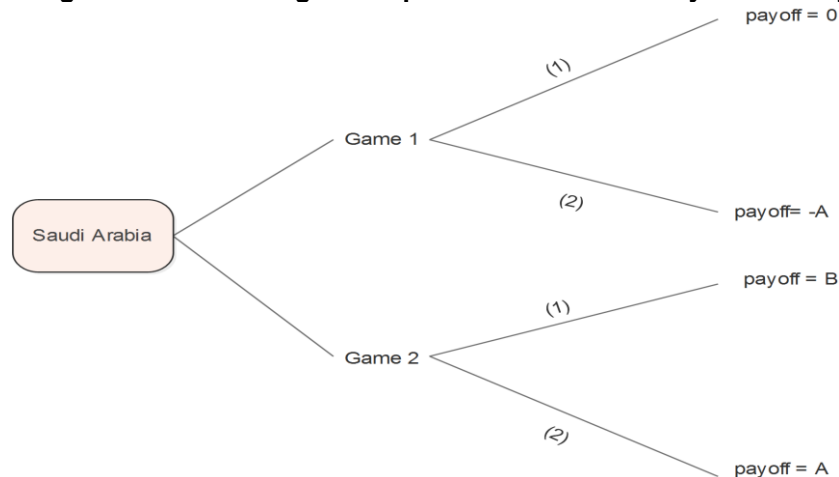 payoff = 0
(1)
Game 1
(2)
payoff= -A
Saudi Arabia
payoff = B
(1)
Game 2
(2)
payoff = A